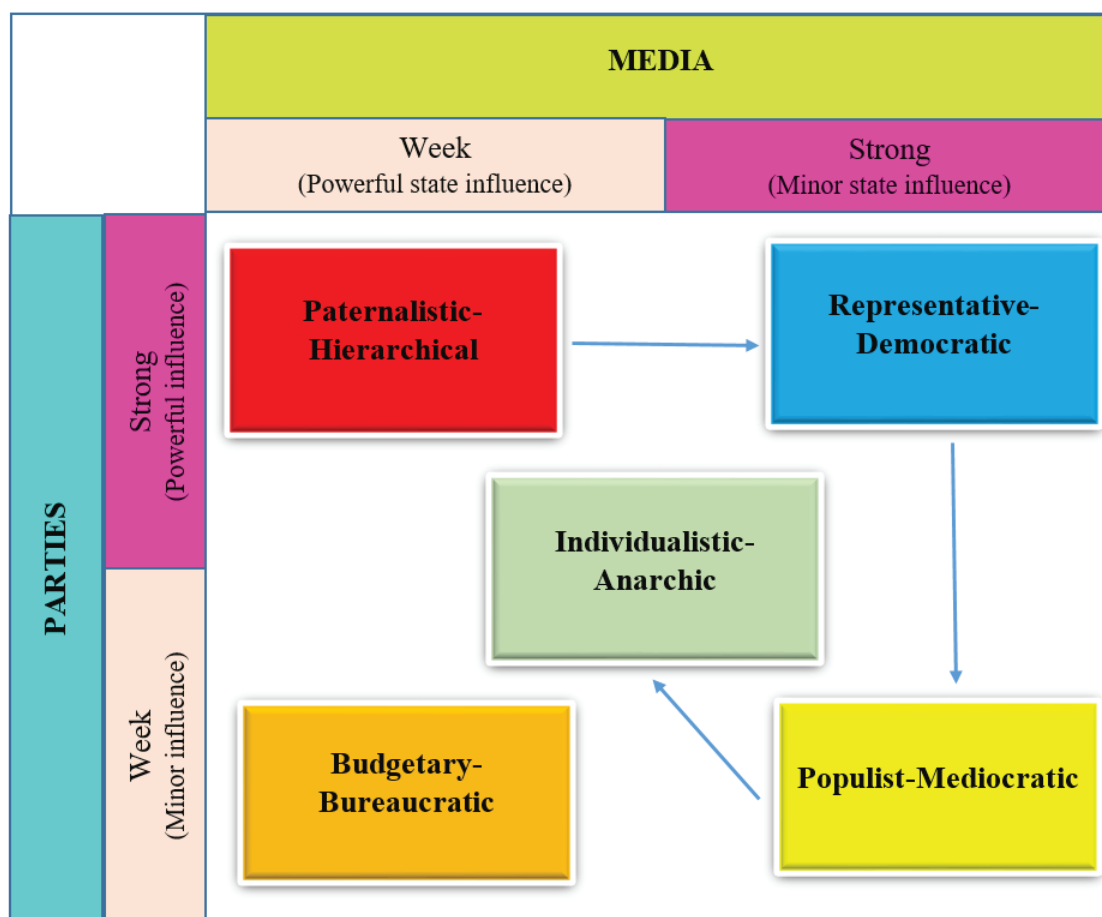 MEDIA
Week
(Powerful state influence)
Strong
(Minor state influence)
PARTIES
Strong
(Powerful influence)
Week
(Minor influence)
Paternalistic-
Hierarchical
Representative-
Democratic
Individualistic-
Anarchic
Budgetary-
Bureaucratic
Populist-Mediocratic